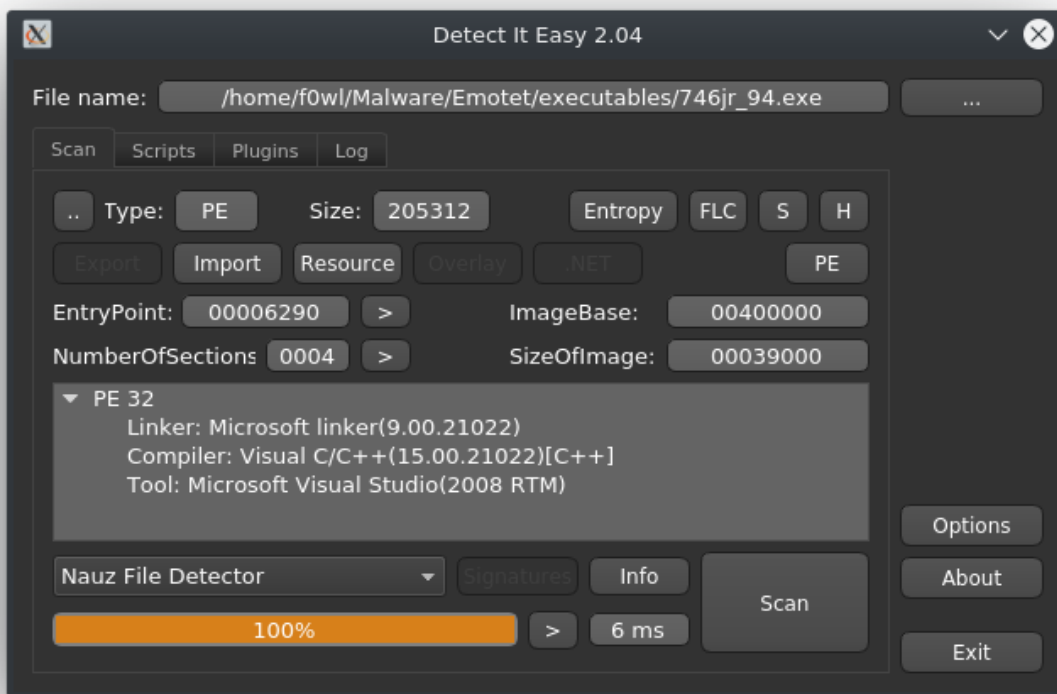 Detect It Easy 2.04
File name: /home/f0wl/Malware/Emotet/executables/746jr_94.exe ...
Scan Scripts Plugins Log
.. Type: PE Size: 205312 Entropy FLC S H
Export Import Resource Overlay .NET PE
EntryPoint: 00006290 > ImageBase: 00400000
NumberOfSections 0004 > SizeOfImage: 00039000
PE 32
Linker: Microsoft linker(9.00.21022)
Compiler: Visual C/C++(15.00.21022)[C++]
Tool: Microsoft Visual Studio(2008 RTM)
Options
Nauz File Detector Signatures Info Scan About
100% > 6 ms
Exit